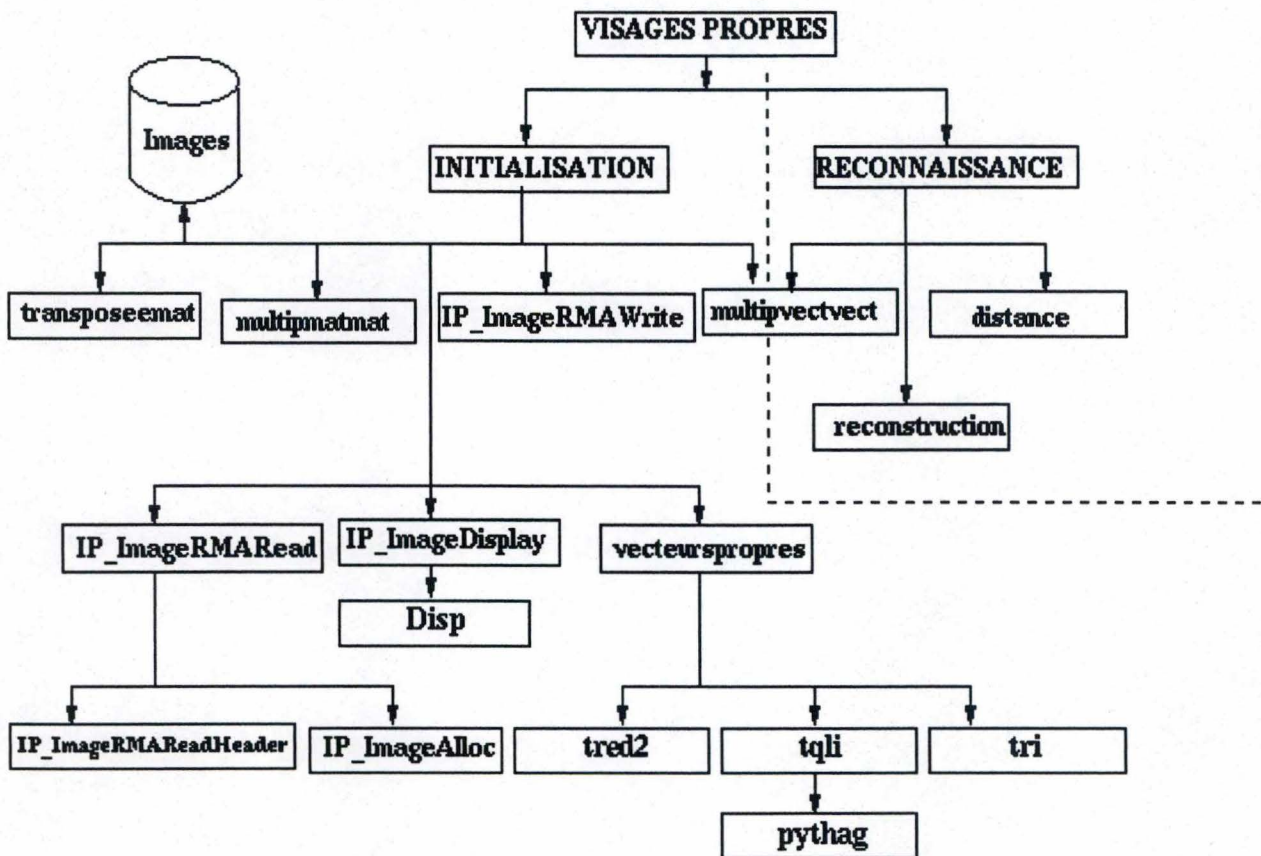 VISAGES PROPRES
Images
INITIALISATION
RECONNAISSANCE
transposeemat
multipmatmat
IP_ImageRMAWrite
multipvectvect
distance
reconstruction
IP_ImageRMARead
IP_ImageDisplay
vecteurspropres
Disp
IP_ImageRMAReadHeader
IP_ImageAlloc
tred2
tqli
tri
pythag